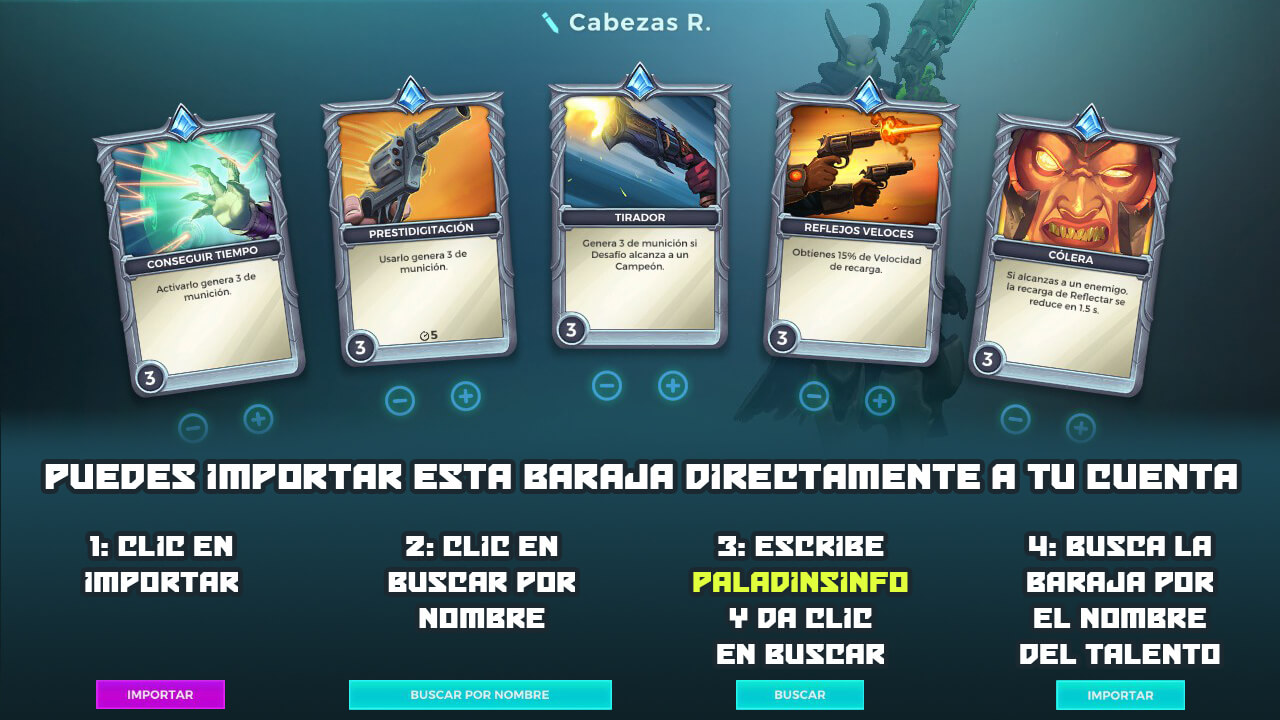 Cabezas R.
CONSEGUIR TIEMPO
Activarlo genera 3 de
munición.
3
PRESTIDIGITACIÓN
Usarlo genera 3 de
munición.
5
3
TIRADOR
Genera 3 de munición si
Desafío alcanza a un
Campeón.
3
REFLEJOS VELOCES
Obtienes 15% de Velocidad
de recarga.
3
CÓLERA
Si alcanzas a un enemigo,
la recarga de Reflectar se
reduce en 1.5 s.
3
PUEDES IMPORTAR ESTA BARAJA DIRECTAMENTE A TU CUENTA
1: CLIC EN
IMPORTAR
IMPORTAR
2: CLIC EN
BUSCAR POR
NOMBRE
BUSCAR POR NOMBRE
3: ESCRIBE
PALADINSINFO
Y DA CLIC
EN BUSCAR
BUSCAR
4: BUSCA LA
BARAJA POR
EL NOMBRE
DEL TALENTO
IMPORTAR